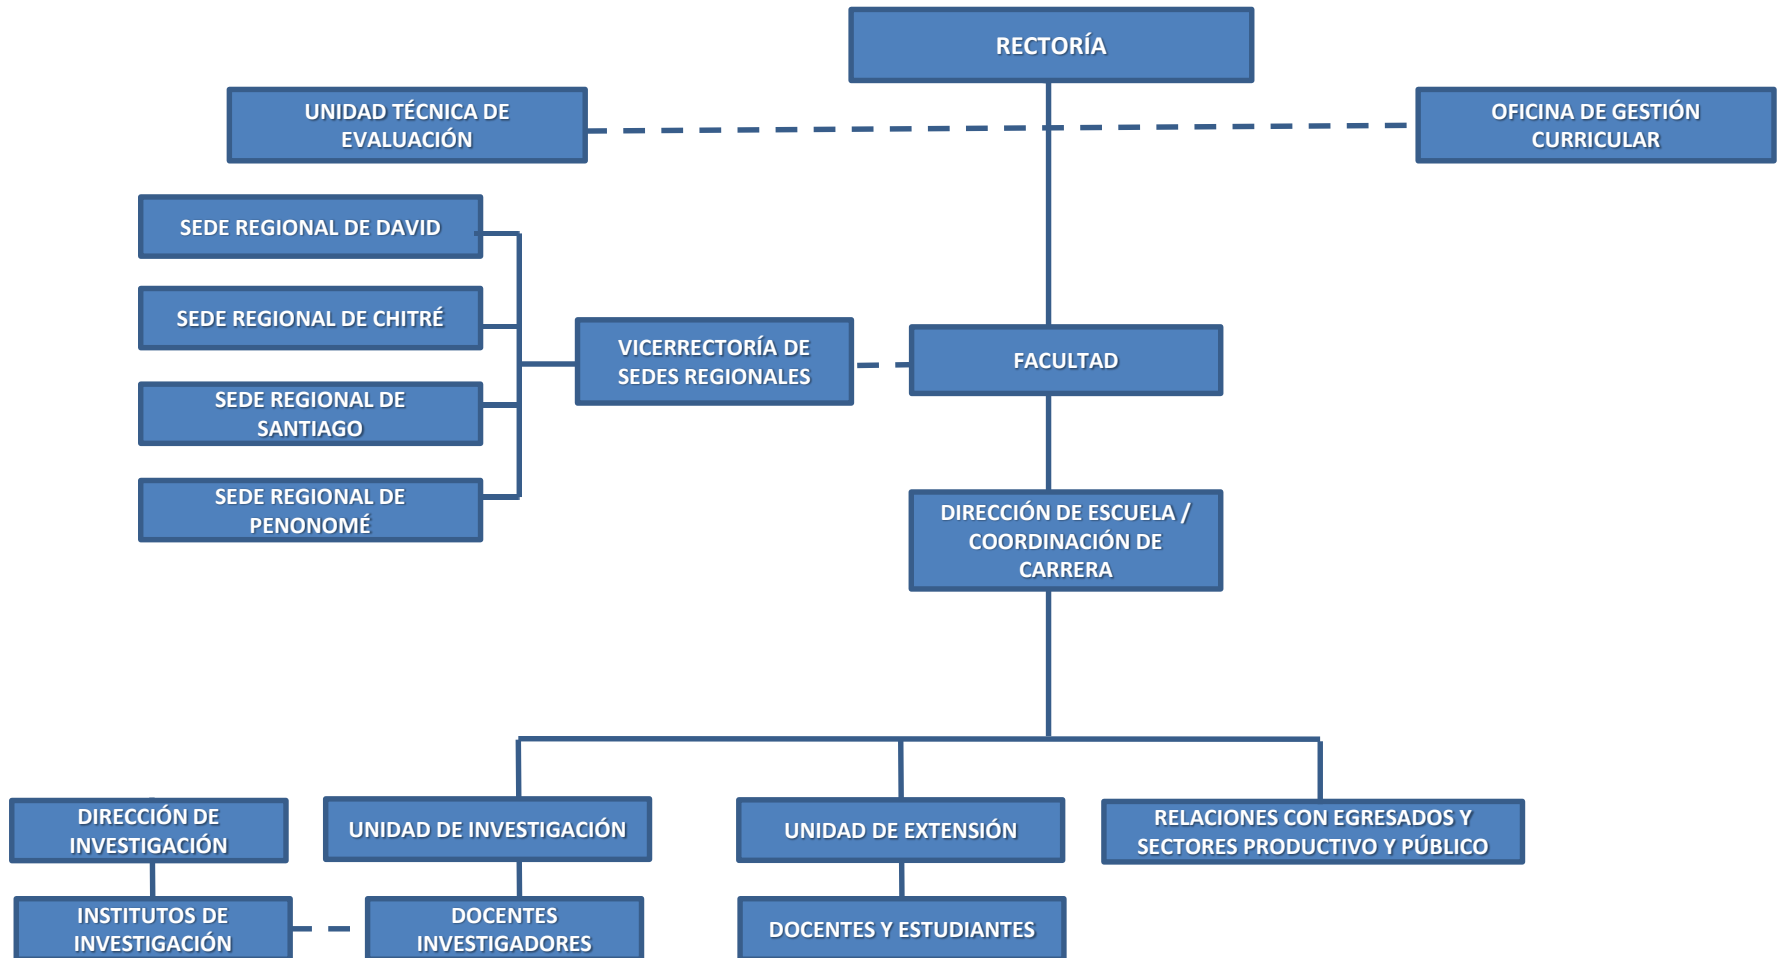 RECTORÍA
UNIDAD TÉCNICA DE
EVALUACIÓN
OFICINA DE GESTIÓN
CURRICULAR
SEDE REGIONAL DE DAVID
SEDE REGIONAL DE CHITRÉ
SEDE REGIONAL DE
SANTIAGO
SEDE REGIONAL DE
PENONOMÉ
VICERRECTORÍA DE
SEDES REGIONALES
FACULTAD
DIRECCIÓN DE ESCUELA /
COORDINACIÓN DE
CARRERA
DIRECCIÓN DE
INVESTIGACIÓN
UNIDAD DE INVESTIGACIÓN
UNIDAD DE EXTENSIÓN
RELACIONES CON EGRESADOS Y
SECTORES PRODUCTIVO Y PÚBLICO
INSTITUTOS DE
INVESTIGACIÓN
DOCENTES
INVESTIGADORES
DOCENTES Y ESTUDIANTES